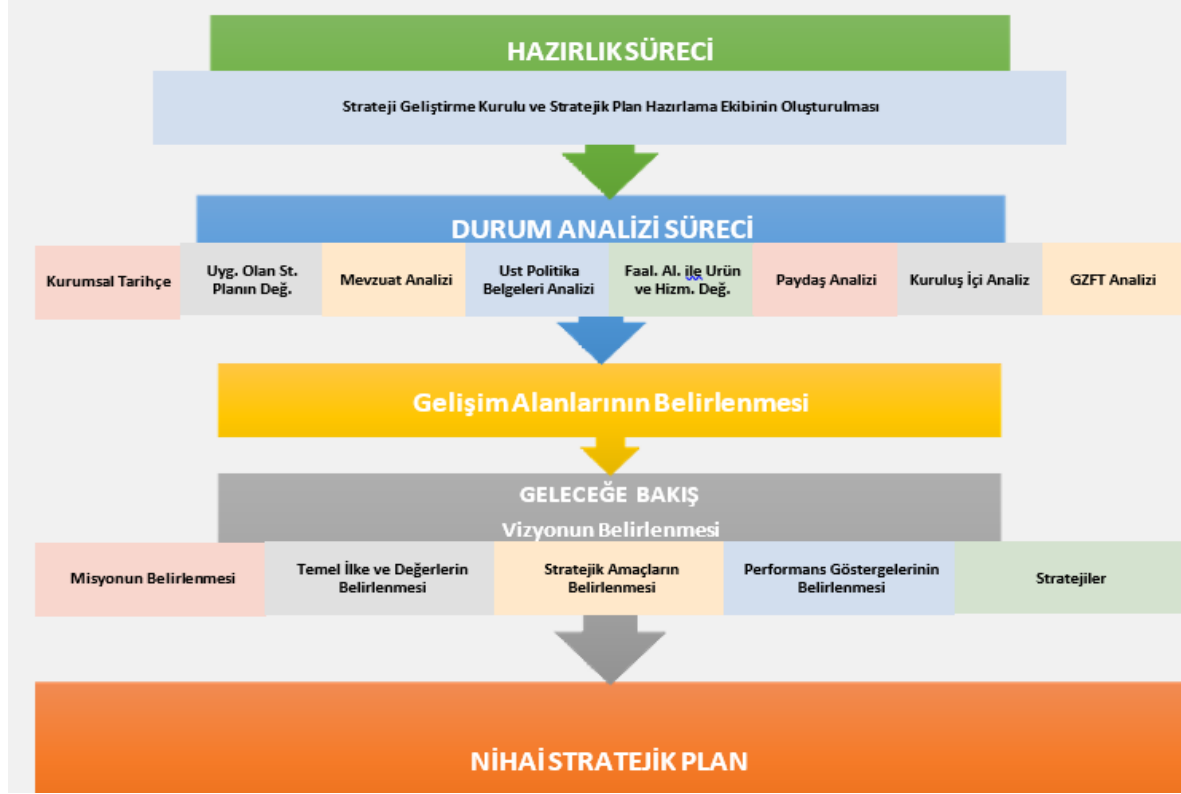 HAZIRLIK SÜRECİ
Strateji Geliştirme Kurulu ve Stratejik Plan Hazırlama Ekibinin Oluşturulması
DURUM ANALİZİ SÜRECİ
Kurumsal Tarihçe
Uyg. Olan St.
Planın Değ.
Mevzuat Analizi
Ust Politika
Belgeleri Analizi
Faal. Al. ile Urün
ve Hizm. Değ.
Paydaş Analizi
Kuruluş İçi Analiz
GZFT Analizi
Gelişim Alanlarının Belirlenmesi
GELECEĞE BAKIŞ
Vizyonun Belirlenmesi
Misyonun Belirlenmesi
Temel İlke ve Değerlerin
Belirlenmesi
Stratejik Amaçların
Belirlenmesi
Performans Göstergelerinin
Belirlenmesi
Stratejiler
NİHAİ STRATEJİK PLAN